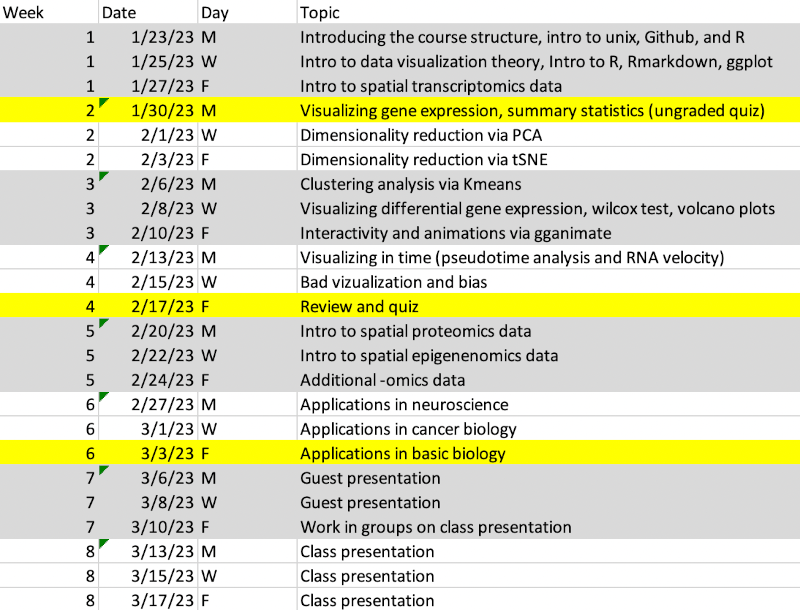 Week Date Day Topic
1 1/23/23 M Introducing the course structure, intro to unix, Github, and R
1 1/25/23 W Intro to data visualization theory, Intro to R, Rmarkdown, ggplot
1 1/27/23 F Intro to spatial transcriptomics data
2 1/30/23 M Visualizing gene expression, summary statistics (ungraded quiz)
2 2/1/23 W Dimensionality reduction via PCA
2 2/3/23 F Dimensionality reduction via tSNE
3 2/6/23 M Clustering analysis via Kmeans
3 2/8/23 W Visualizing differential gene expression, wilcox test, volcano plots
3 2/10/23 F Interactivity and animations via gganimate
4 2/13/23 M Visualizing in time (pseudotime analysis and RNA velocity)
4 2/15/23 W Bad vizualization and bias
4 2/17/23 F Review and quiz
5 2/20/23 M Intro to spatial proteomics data
5 2/22/23 W Intro to spatial epigenenomics data
5 2/24/23 F Additional -omics data
6 2/27/23 M Applications in neuroscience
6 3/1/23 W Applications in cancer biology
6 3/3/23 F Applications in basic biology
7 3/6/23 M Guest presentation
7 3/8/23 W Guest presentation
7 3/10/23 F Work in groups on class presentation
8 3/13/23 M Class presentation
8 3/15/23 W Class presentation
8 3/17/23 F Class presentation